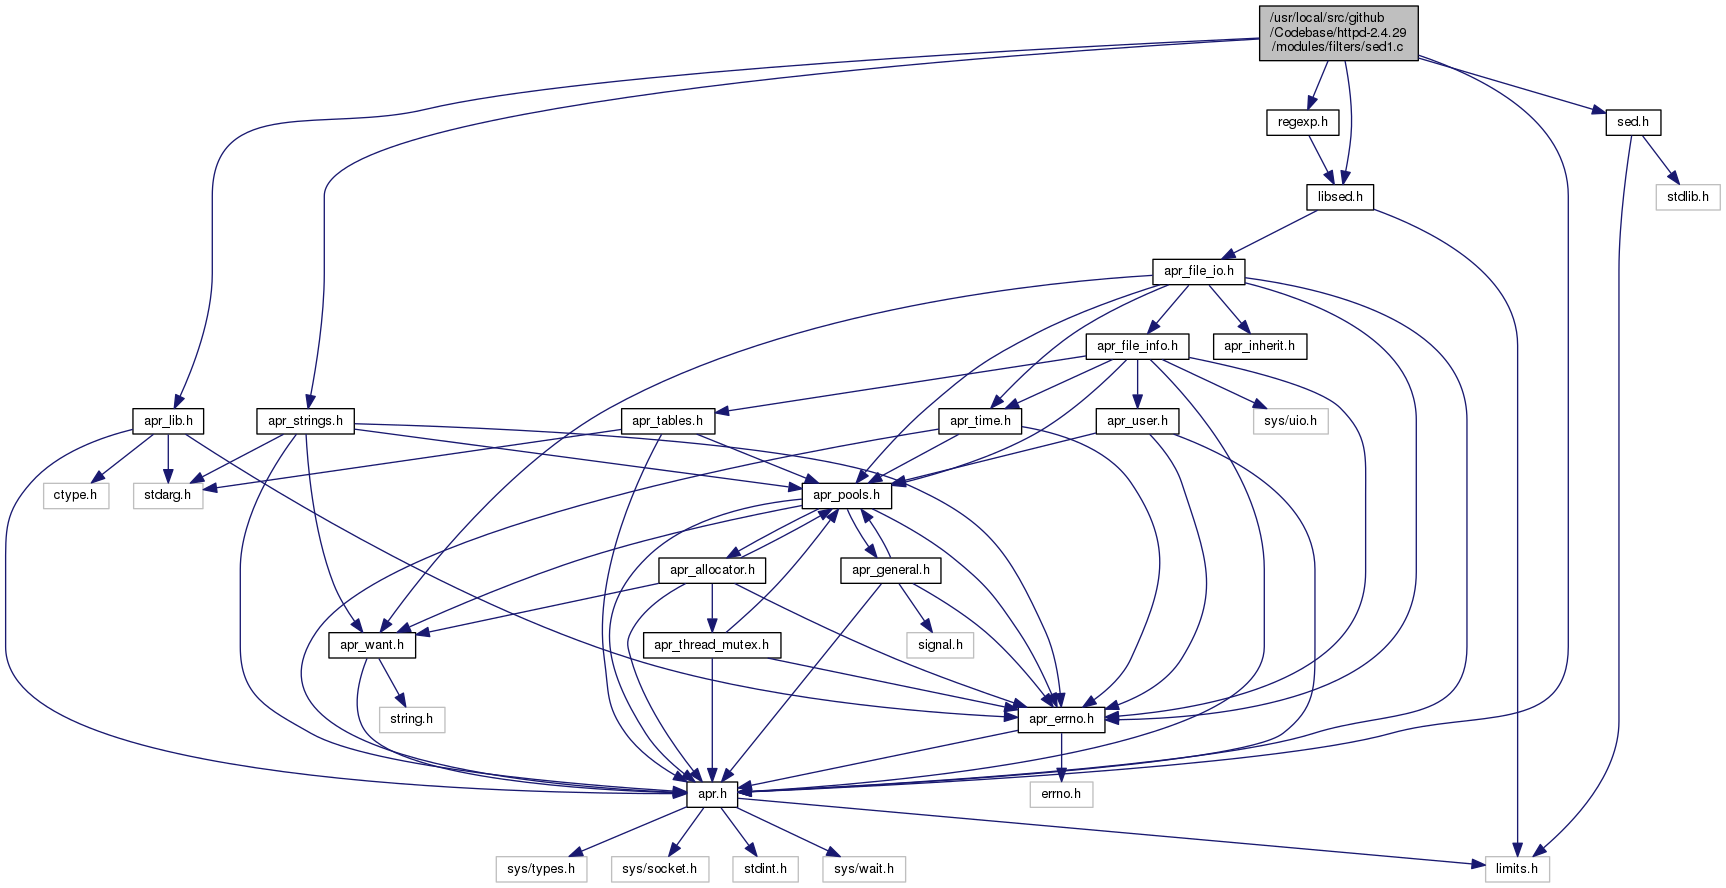 /usr/local/src/github
/Codebase/httpd-2.4.29
/modules/filters/sed1.c
regexp.h
sed.h
libsed.h
stdlib.h
apr_file_io.h
apr_file_info.h
apr_inherit.h
apr_lib.h
apr_strings.h
apr_tables.h
apr_time.h
apr_user.h
sys/uio.h
ctype.h
stdarg.h
apr_pools.h
apr_allocator.h
apr_general.h
apr_want.h
apr_thread_mutex.h
signal.h
string.h
apr_errno.h
apr.h
errno.h
sys/types.h
sys/socket.h
stdint.h
sys/wait.h
limits.h